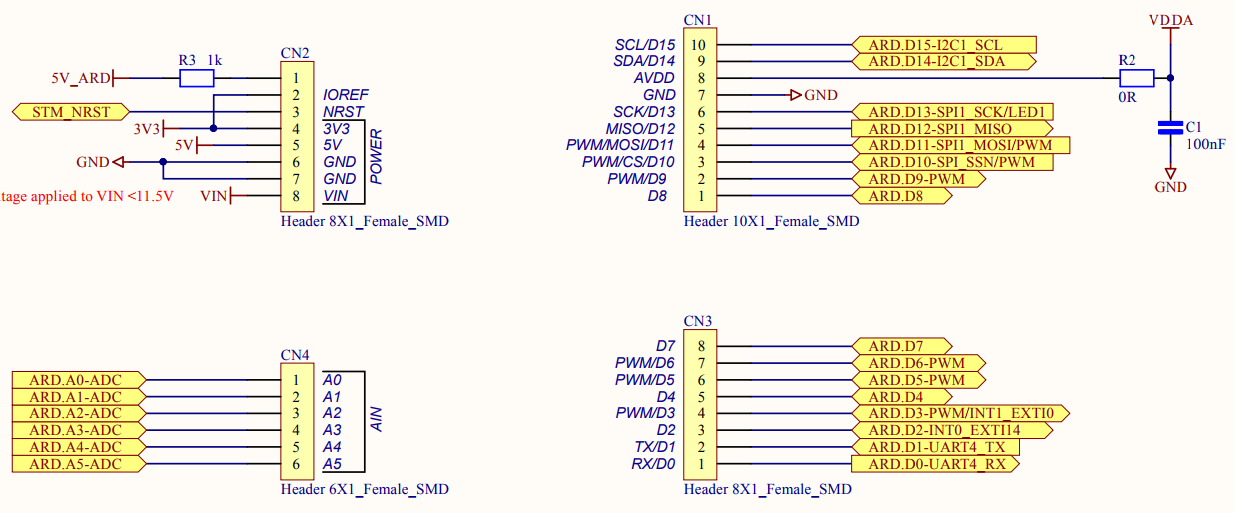 CN2
R3 1k
5V_ARD 1
2 IOREF
STM_NRST 3 NRST
3V3 4 3V3
5V 5 5V
GND 6 GND
7 GND
tage applied to VIN <11.5V VIN 8 VIN
POWER
Header 8X1_Female_SMD
CN1
SCL/D15 10 ARD.D15-I2C1_SCL
SDA/D14 9 ARD.D14-I2C1_SDA
AVDD 8
GND 7 GND
SCK/D13 6 ARD.D13-SPI1_SCK/LED1
MISO/D12 5 ARD.D12-SPI1_MISO
PWM/MOSI/D11 4 ARD.D11-SPI1_MOSI/PWM
PWM/CS/D10 3 ARD.D10-SPI_SSN/PWM
PWM/D9 2 ARD.D9-PWM
D8 1 ARD.D8
Header 10X1_Female_SMD
VDDA
R2
0R
C1
100nF
GND
CN4
ARD.A0-ADC 1 A0
ARD.A1-ADC 2 A1
ARD.A2-ADC 3 A2
ARD.A3-ADC 4 A3
ARD.A4-ADC 5 A4
ARD.A5-ADC 6 A5
AIN
Header 6X1_Female_SMD
CN3
D7 8 ARD.D7
PWM/D6 7 ARD.D6-PWM
PWM/D5 6 ARD.D5-PWM
D4 5 ARD.D4
PWM/D3 4 ARD.D3-PWM/INT1_EXTI0
D2 3 ARD.D2-INT0_EXTI14
TX/D1 2 ARD.D1-UART4_TX
RX/D0 1 ARD.D0-UART4_RX
Header 8X1_Female_SMD